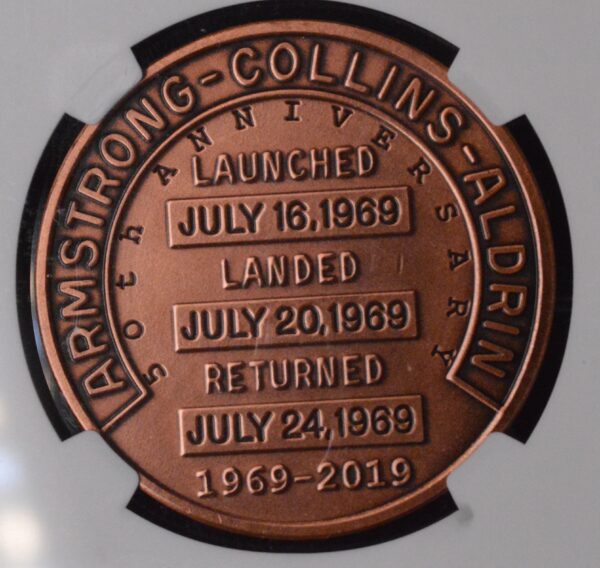 ARMSTRONG-COLLINS-ALDRIN
50th ANNIVERSARY
LAUNCHED
JULY 16,1969
LANDED
JULY 20,1969
RETURNED
JULY 24,1969
1969-2019